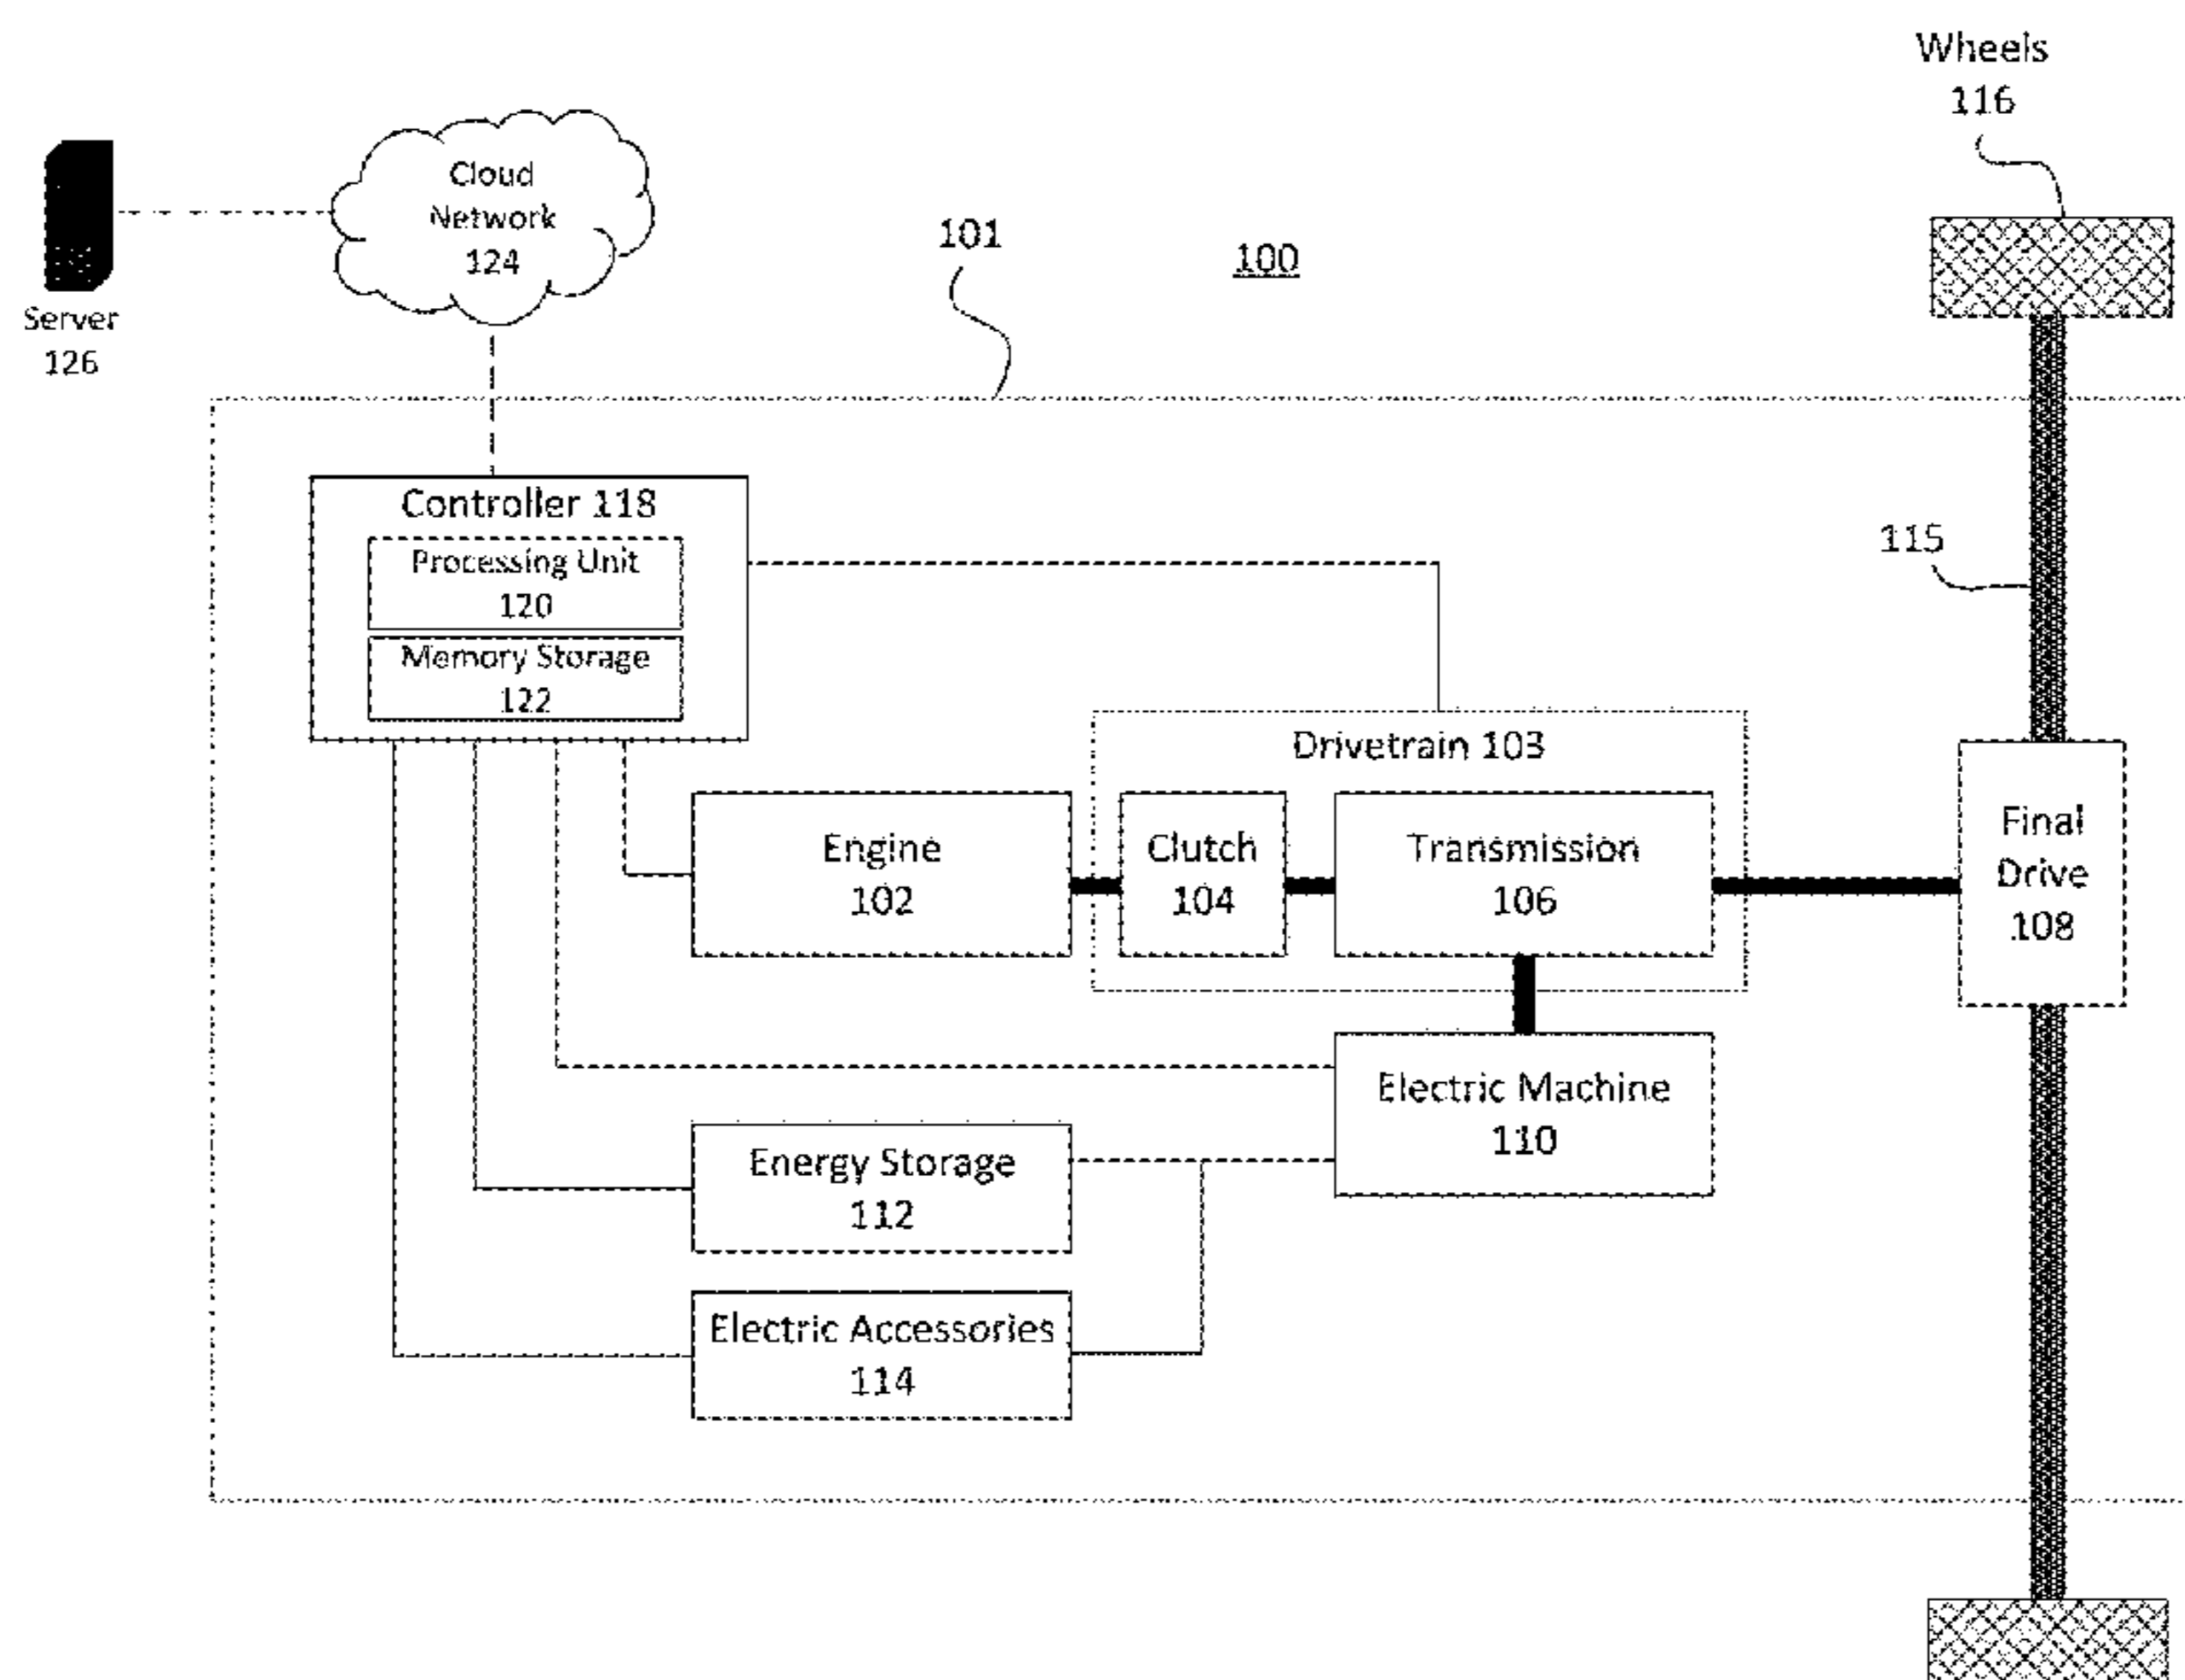 Wheels
116
Cloud
Network
124
101
100
Server
126
Controller 118
Processing Unit
120
115
Memory Storage
122
Drivetrain 103
Engine
102
Clutch
104
Transmission
106
Final
Drive
108
Electric Machine
110
Energy Storage
112
Electric Accessories
114